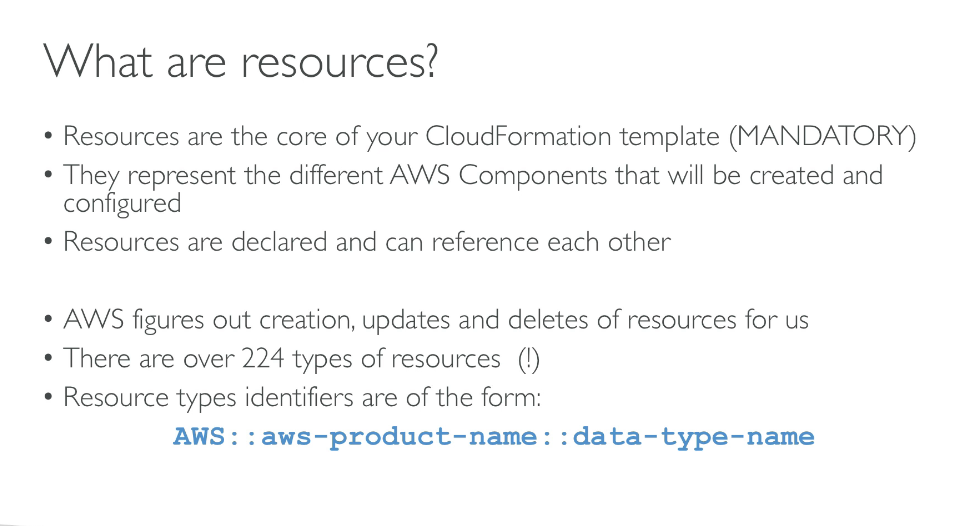 What are resources?
• Resources are the core of your CloudFormation template (MANDATORY)
• They represent the different AWS Components that will be created and
configured
• Resources are declared and can reference each other
• AWS figures out creation, updates and deletes of resources for us
• There are over 224 types of resources (!)
• Resource types identifiers are of the form:
AWS::aws-product-name::data-type-name